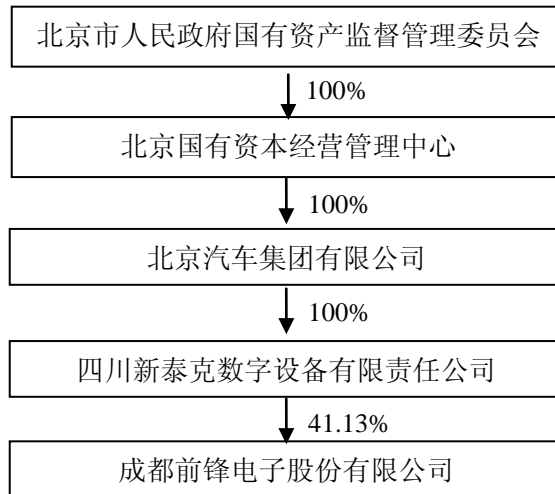 北京市人民政府国有资产监督管理委员会
100%
北京国有资本经营管理中心
100%
北京汽车集团有限公司
100%
四川新泰克数字设备有限责任公司
41.13%
成都前锋电子股份有限公司